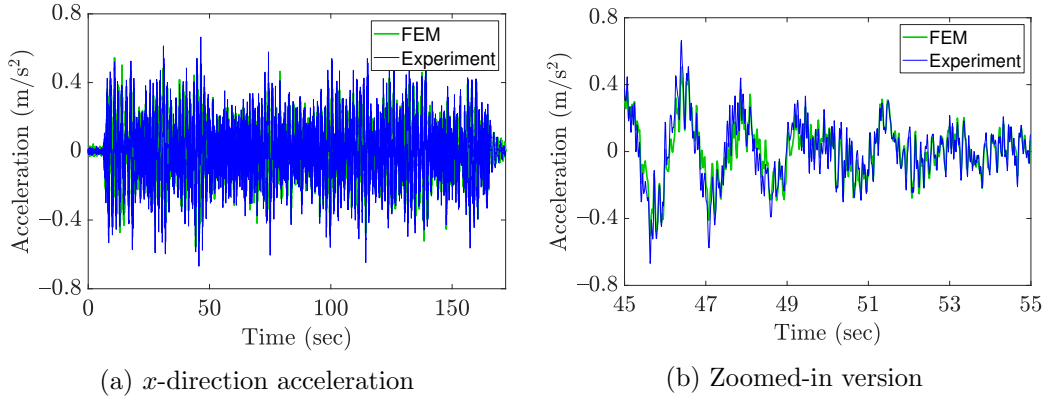 0.8
0.4
0
−0.4
−0.8
Acceleration (m/s²)
0 50 100 150
Time (sec)
FEM
Experiment
(a) x-direction acceleration
0.8
0.4
0
−0.4
−0.8
Acceleration (m/s²)
45 47 49 51 53 55
Time (sec)
FEM
Experiment
(b) Zoomed-in version